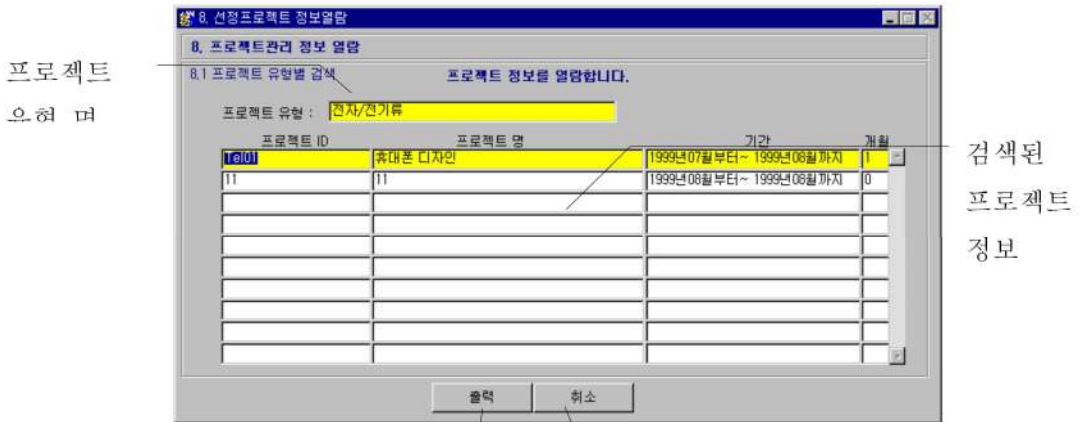 8. 선정프로젝트 정보열람
8. 프로젝트관리 정보 열람
8.1 프로젝트 유형별 검색
프로젝트 정보를 열람합니다.
프로젝트 유형 : 전자/전기류
프로젝트 ID 프로젝트 명 기간 개월
Tel01 휴대폰 디자인 1999년07월부터~ 1999년08월까지 1
11 11 1999년08월부터~ 1999년08월까지 0
출력 취소
프로젝트
검색된
프로젝트
정보